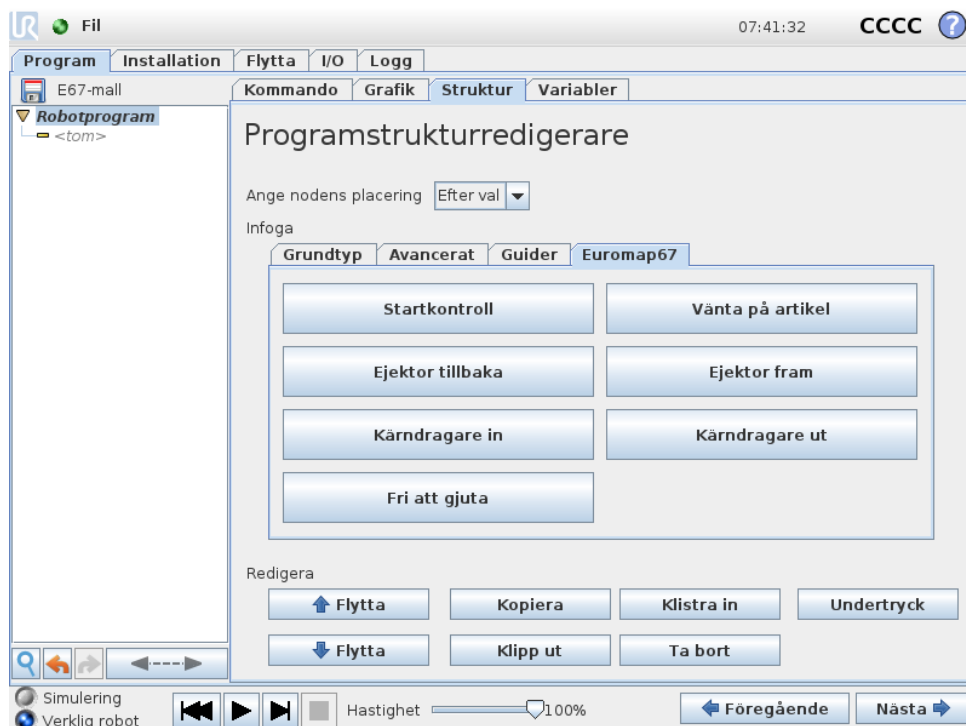 UR Fil 07:41:32 CCCC ?
Program Installation Flytta I/O Logg
E67-mall
Kommando Grafik Struktur Variabler
Robotprogram
<tom>
Programstrukturredigerare
Ange nodens placering Efter val
Infoga
Grundtyp Avancerat Guider Euromap67
Startkontroll Vänta på artikel
Ejektor tillbaka Ejektor fram
Kärndragare in Kärndragare ut
Fri att gjuta
Redigera
Flytta Kopiera Klistra in Undertryck
Flytta Klipp ut Ta bort
Simulering
Verklig robot
Hastighet 100% Föregående Nästa